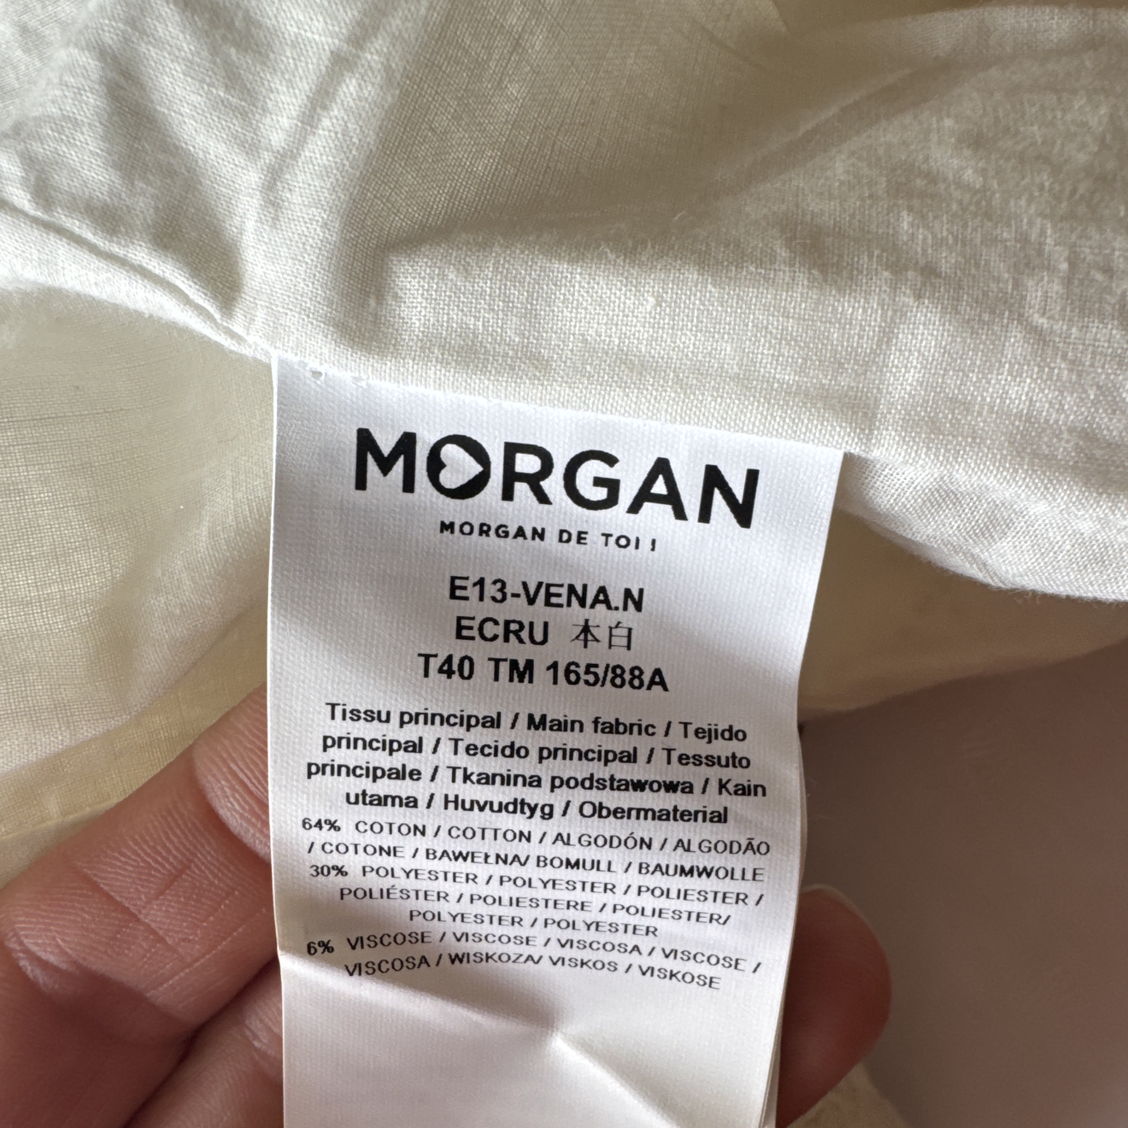 MORGAN
MORGAN DE TOI !
E13-VENA.N
ECRU 本白
T40 TM 165/88A
Tissu principal / Main fabric / Tejido
principal / Tecido principal / Tessuto
principale / Tkanina podstawowa / Kain
utama / Huvudtyg / Obermaterial
64% COTON / COTTON / ALGODÓN / ALGODÃO
/ COTONE / BAWEŁNA/ BOMULL / BAUMWOLLE
30% POLYESTER / POLYESTER / POLIESTER /
POLIÉSTER / POLIESTERE / POLIESTER/
POLYESTER / POLYESTER
6% VISCOSE / VISCOSE / VISCOSA / VISCOSE /
VISCOSA / WISKOZA/ VISKOS / VISKOSE